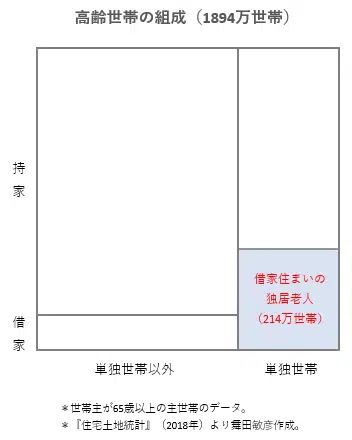 高齢世帯の組成（1894万世帯）
持家
借家住まいの
独居老人
（214万世帯）
借家
単独世帯以外
単独世帯
＊世帯主が65歳以上の主世帯のデータ。
＊『住宅土地統計』（2018年）より舞田敏彦作成。